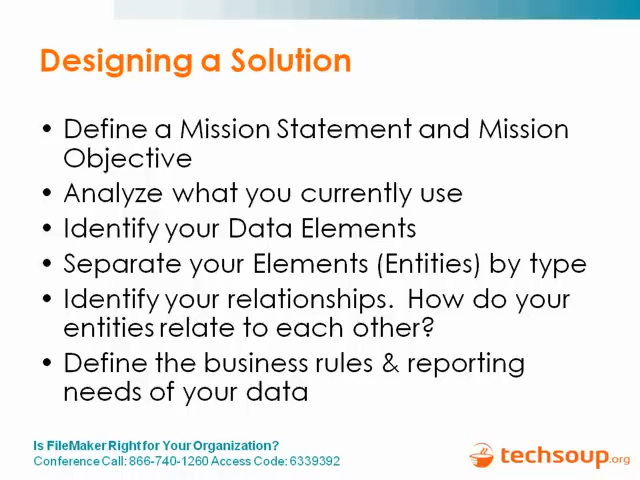 Designing a Solution
• Define a Mission Statement and Mission
Objective
• Analyze what you currently use
• Identify your Data Elements
• Separate your Elements (Entities) by type
• Identify your relationships.  How do your
entities relate to each other?
• Define the business rules & reporting
needs of your data
Is FileMaker Right for Your Organization?
Conference Call: 866-740-1260 Access Code: 6339392
techsoup.org